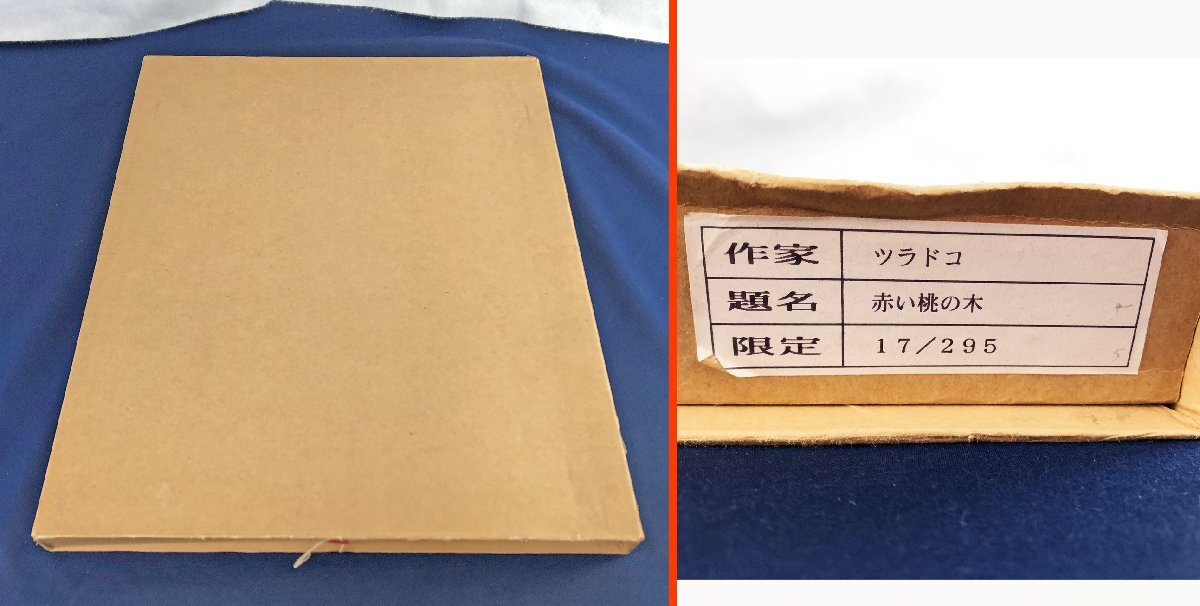 作家 ツラドコ
題名 赤い桃の木
限定 17/295